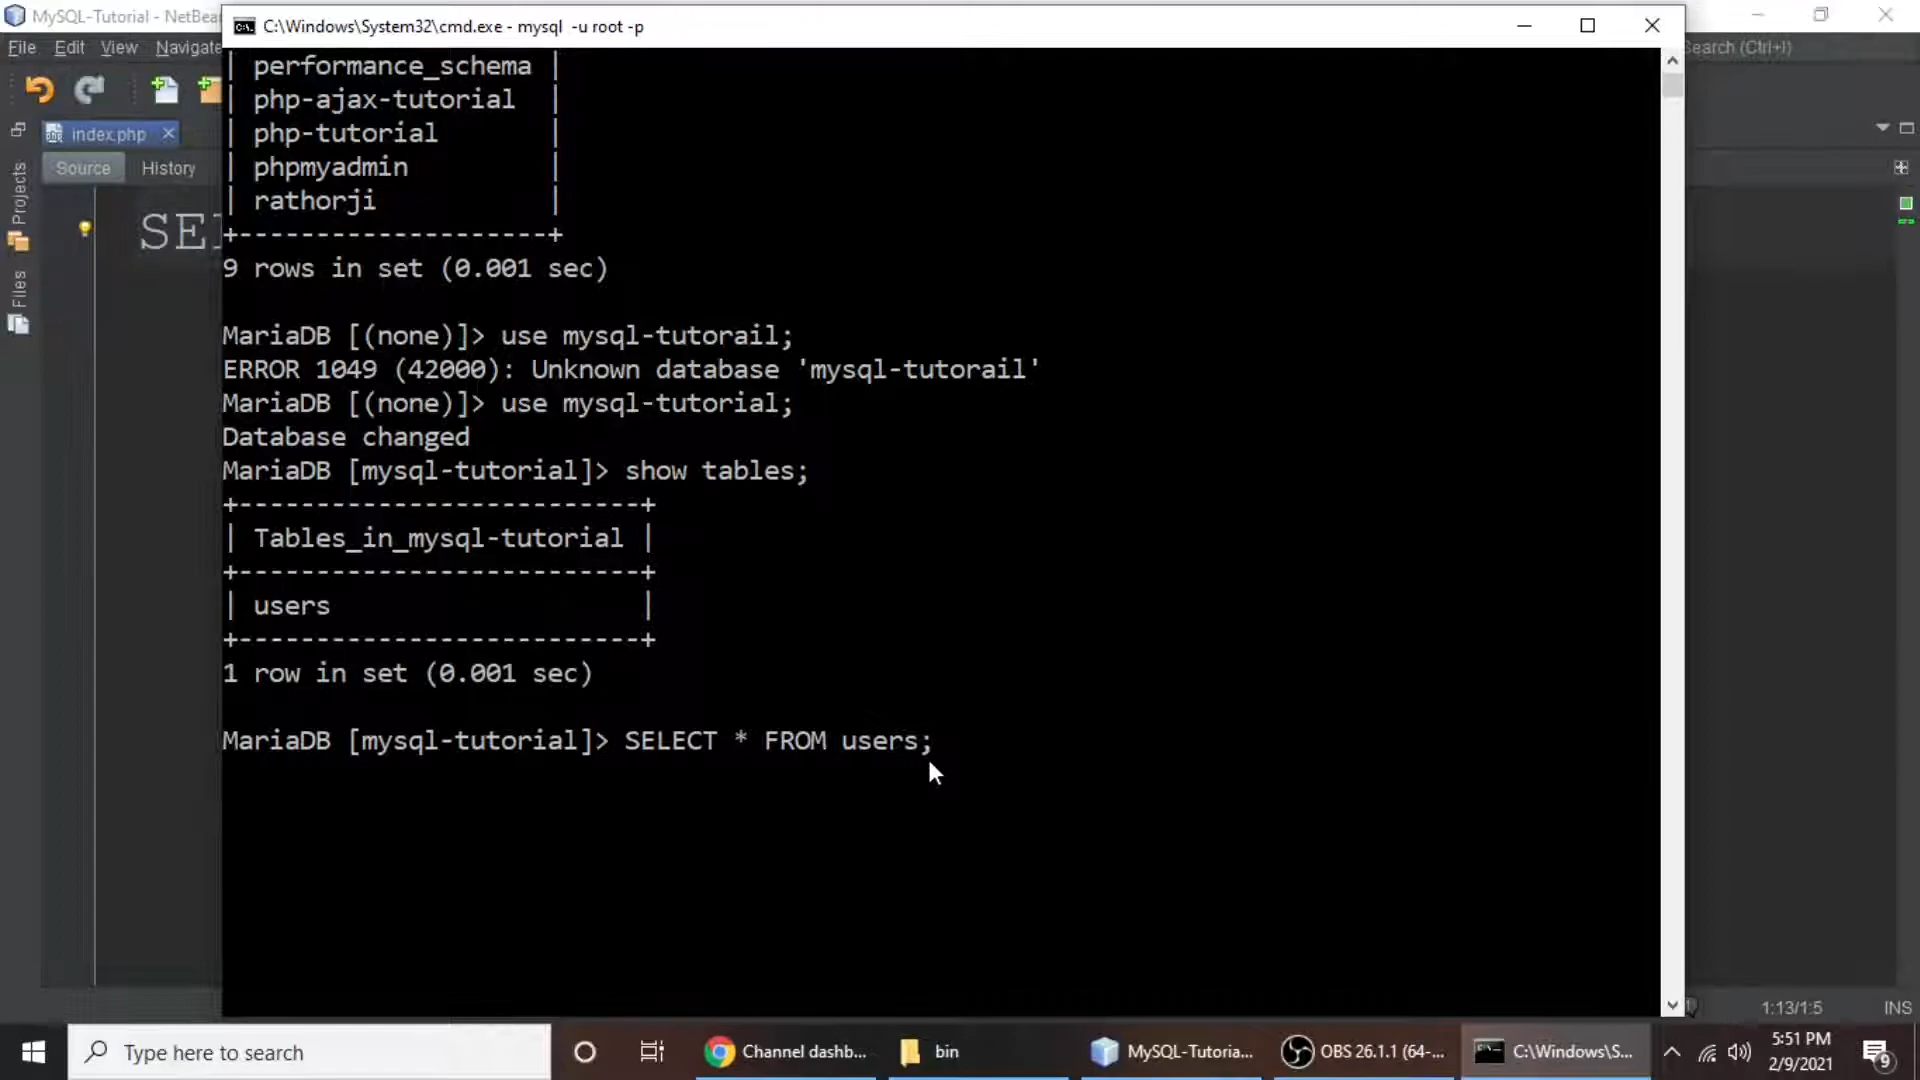 MySQL-Tutorial - NetBea
C:\Windows\System32\cmd.exe - mysql  -u root -p
File Edit View Navigate
Search (Ctrl+I)
index.php
Source History
Projects
Files
SEL
| performance_schema |
| php-ajax-tutorial  |
| php-tutorial       |
| phpmyadmin         |
| rathorji           |
+--------------------+
9 rows in set (0.001 sec)
MariaDB [(none)]> use mysql-tutorail;
ERROR 1049 (42000): Unknown database 'mysql-tutorail'
MariaDB [(none)]> use mysql-tutorial;
Database changed
MariaDB [mysql-tutorial]> show tables;
+--------------------------+
| Tables_in_mysql-tutorial |
+--------------------------+
| users                    |
+--------------------------+
1 row in set (0.001 sec)
MariaDB [mysql-tutorial]> SELECT * FROM users;
1:13/1:5 INS
Type here to search
Channel dashb...
bin
MySQL-Tutoria...
OBS 26.1.1 (64-...
C:\Windows\S...
5:51 PM
2/9/2021
9